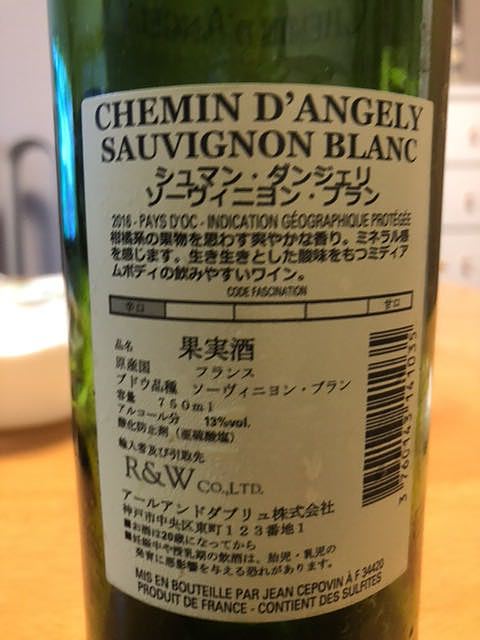 CHEMIN D'ANGELY
SAUVIGNON BLANC
シュマン・ダンジェリ
ソーヴィニヨン・ブラン
2016 - PAYS D'OC - INDICATION GÉOGRAPHIQUE PROTÉGÉE
柑橘系の果物を思わす爽やかな香り。ミネラル感
を感じます。生き生きとした酸味をもつミディア
ムボディの飲みやすいワイン。
CODE FASCINATION
辛口 甘口
品名 果実酒
原産国 フランス
ブドウ品種 ソーヴィニヨン・ブラン
容量 750ml
アルコール分 13%vol.
酸化防止剤（亜硫酸塩）
輸入者及び引取先
R&W CO.,LTD.
アールアンドダブリュ株式会社
神戸市中央区東町123番地1
■お酒は20歳になってから
■妊娠中や授乳期の飲酒は、胎児・乳児の
発育に悪影響を与える恐れがあります。
MIS EN BOUTEILLE PAR JEAN CEPOVIN À F 34420
PRODUIT DE FRANCE - CONTIENT DES SULFITES
3 760143 141035